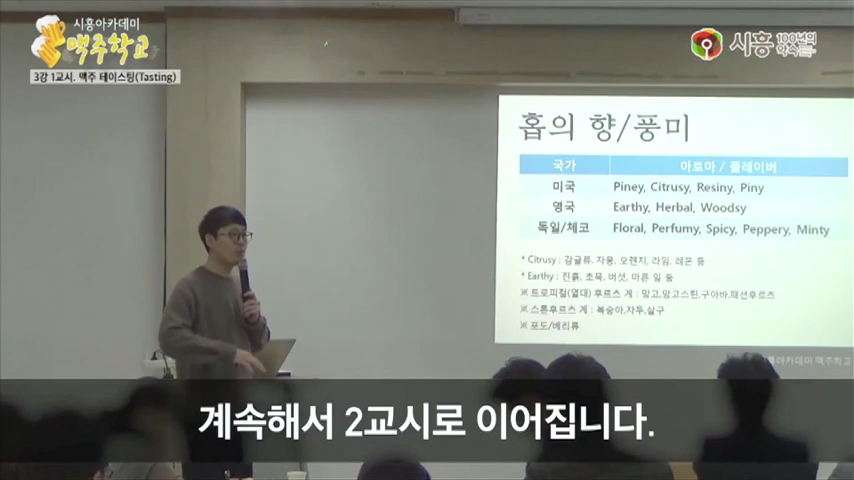 시흥아카데미
맥주학교
3강 1교시. 맥주 테이스팅(Tasting)
시흥 100년의 약속
홉의 향/풍미
국가 아로마 / 플레이버
미국 Piney, Citrusy, Resiny, Piny
영국 Earthy, Herbal, Woodsy
독일/체코 Floral, Perfumy, Spicy, Peppery, Minty
* Citrusy : 감귤류. 자몽, 오렌지, 라임, 레몬 등
* Earthy : 진흙, 초목, 버섯, 마른 잎 등
※ 트로피컬(열대) 후르츠 계 : 망고,망고스틴,구아바,패션후르츠
※ 스톤후르츠 계 : 복숭아,자두,살구
※ 포도/베리류
맥주학교
계속해서 2교시로 이어집니다.